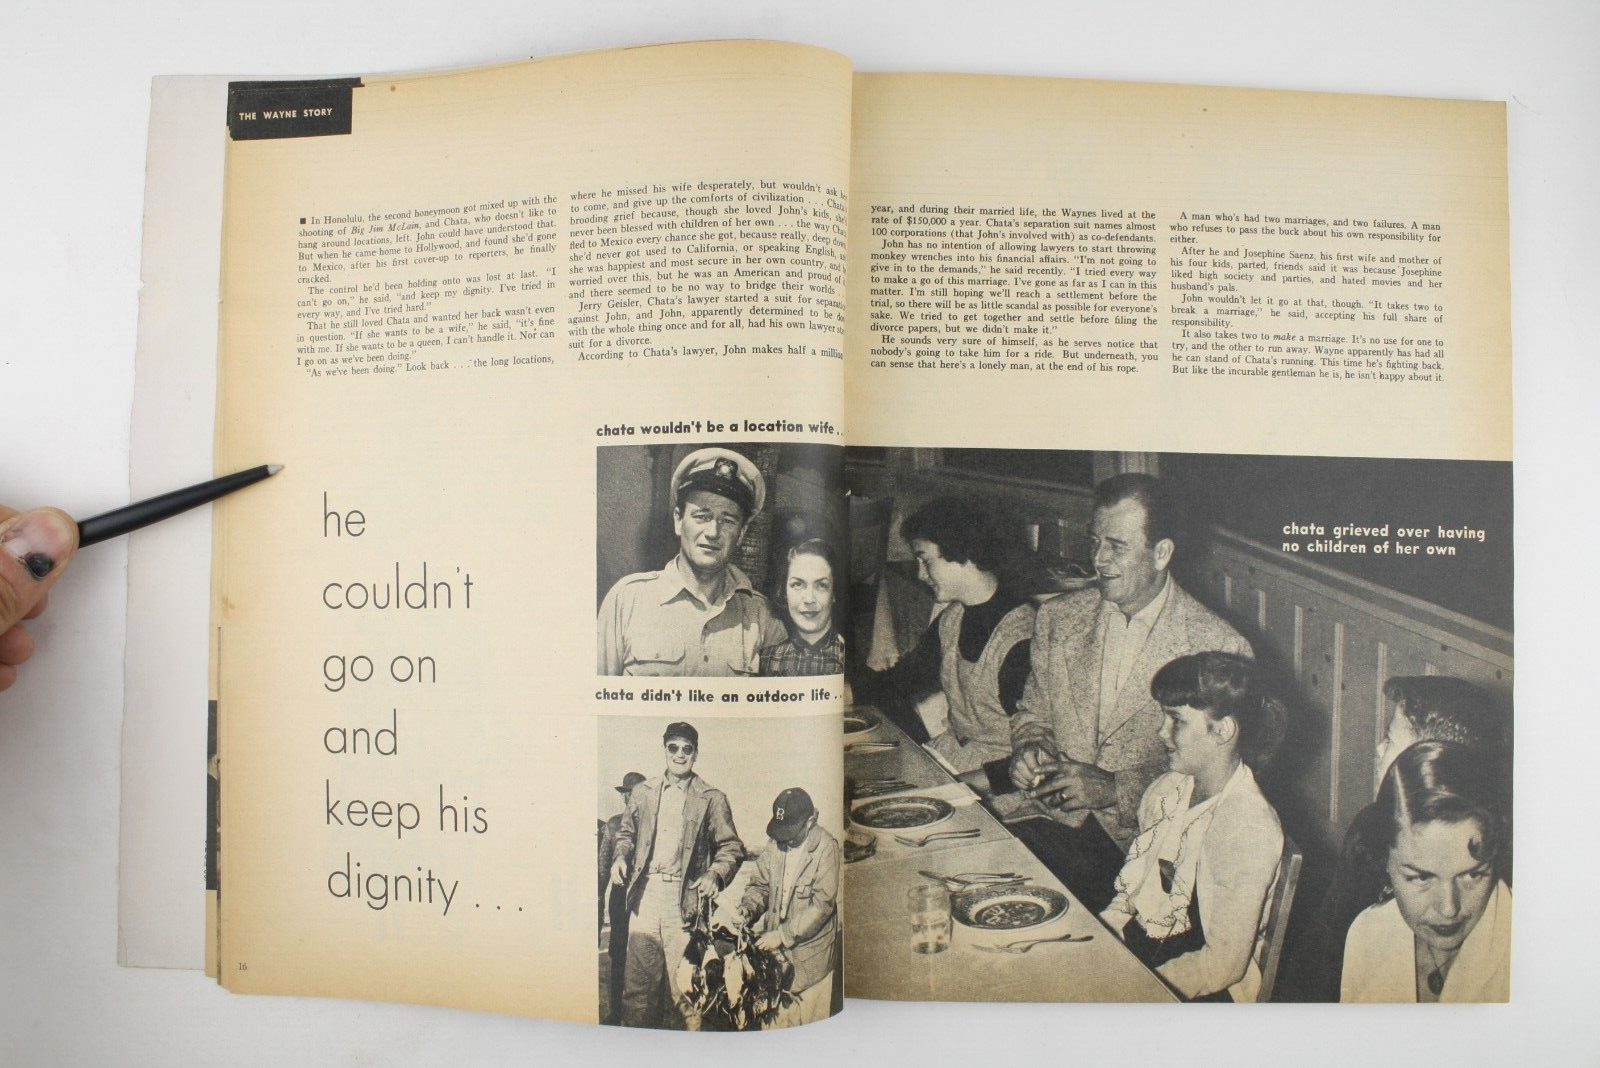 THE WAYNE STORY
■ In Honolulu, the second honeymoon got mixed up with the
shooting of Big Jim McLain, and Chata, who doesn't like to
hang around locations, left. John could have understood that.
But when he came home to Hollywood, and found she'd gone
to Mexico, after his first cover-up to reporters, he finally
cracked.
The control he'd been holding onto was lost at last. "I
can't go on," he said, "and keep my dignity. I've tried in
every way, and I've tried hard."
That he still loved Chata and wanted her back wasn't even
in question. "If she wants to be a wife," he said, "it's fine
with me. If she wants to be a queen, I can't handle it. Nor can
I go on as we've been doing."
"As we've been doing." Look back . . . the long locations,
where he missed his wife desperately, but wouldn't ask
to come, and give up the comforts of civilization . . . Chata
brooding grief because, though she loved John's kids,
never been blessed with children of her own . . . the way
fled to Mexico every chance she got, because really, deep down
she'd never got used to California, or speaking English,
she was happiest and most secure in her own country, and
worried over this, but he was an American and proud of
and there seemed to be no way to bridge their worlds
Jerry Geisler, Chata's lawyer started a suit for
against John, and John, apparently determined to be
with the whole thing once and for all, had his own lawyer
suit for a divorce.
According to Chata's lawyer, John makes half a million
year, and during their married life, the Waynes lived at the
rate of $150,000 a year. Chata's separation suit names almost
100 corporations (that John's involved with) as co-defendants.
John has no intention of allowing lawyers to start throwing
monkey wrenches into his financial affairs. "I'm not going to
give in to the demands," he said recently. "I tried every way
to make a go of this marriage. I've gone as far as I can in this
matter. I'm still hoping we'll reach a settlement before the
trial, so there will be as little scandal as possible for everyone's
sake. We tried to get together and settle before filing the
divorce papers, but we didn't make it."
He sounds very sure of himself, as he serves notice that
nobody's going to take him for a ride. But underneath, you
can sense that here's a lonely man, at the end of his rope.
A man who's had two marriages, and two failures. A man
who refuses to pass the buck about his own responsibility for
either.
After he and Josephine Saenz, his first wife and mother of
his four kids, parted, friends said it was because Josephine
liked high society and parties, and hated movies and her
husband's pals.
John wouldn't let it go at that, though. "It takes two to
break a marriage," he said, accepting his full share of
responsibility.
It also takes two to make a marriage. It's no use for one to
try, and the other to run away. Wayne apparently has had all
he can stand of Chata's running. This time he's fighting back.
But like the incurable gentleman he is, he isn't happy about it.
he
couldn't
go on
and
keep his
dignity . . .
chata wouldn't be a location wife . .
chata didn't like an outdoor life . .
B
chata grieved over having
no children of her own
16